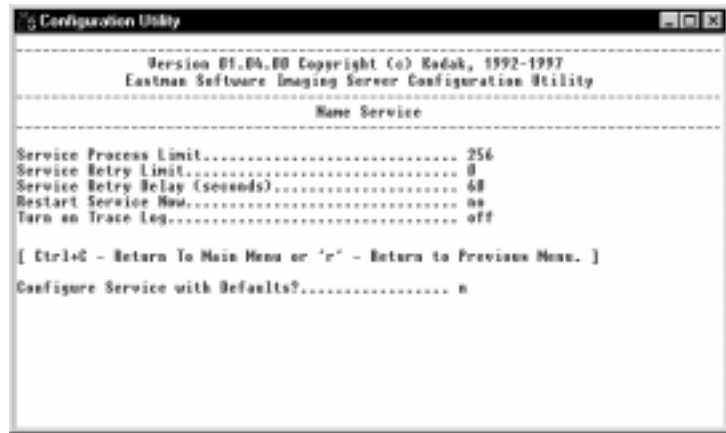 Configuration Utility
Version 01.04.00 Copyright (c) Kodak, 1992-1997
Eastman Software Imaging Server Configuration Utility
Name Service
Service Process Limit............................... 256
Service Retry Limit................................. 0
Service Retry Delay (seconds)....................... 60
Restart Service Now................................. no
Turn on Trace Log................................... off
[ Ctrl+C - Return To Main Menu or 'r' - Return to Previous Menu. ]
Configure Service with Defaults?.................. n